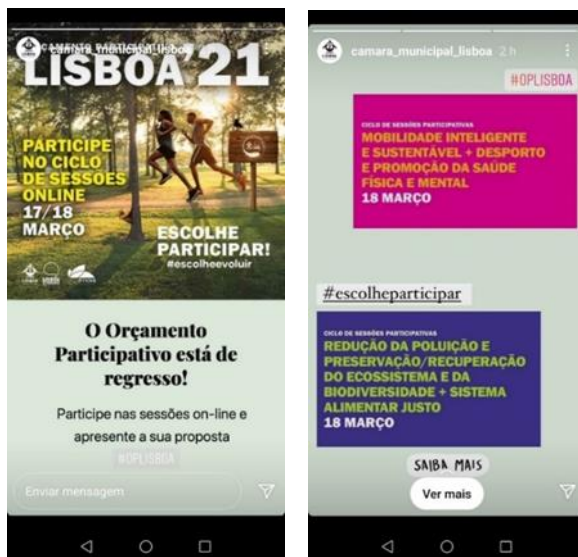 camara_municipal_lisboa
LISBOA'21
PARTICIPE
NO CICLO
DE SESSÕES
ONLINE
17/18
MARÇO
ESCOLHE
PARTICIPAR!
#escolheevoluir
O Orçamento
Participativo está de
regresso!
Participe nas sessões on-line e
apresente a sua proposta
#OPLISBOA
Enviar mensagem
camara_municipal_lisboa 2 h
#OPLISBOA
CICLO DE SESSÕES PARTICIPATIVAS
MOBILIDADE INTELIGENTE
E SUSTENTÁVEL + DESPORTO
E PROMOÇÃO DA SAÚDE
FÍSICA E MENTAL
18 MARÇO
#escolheparticipar
CICLO DE SESSÕES PARTICIPATIVAS
REDUÇÃO DA POLUIÇÃO E
PRESERVAÇÃO/RECUPERAÇÃO
DO ECOSSISTEMA E DA
BIODIVERSIDADE + SISTEMA
ALIMENTAR JUSTO
18 MARÇO
SAIBA MAIS
Ver mais